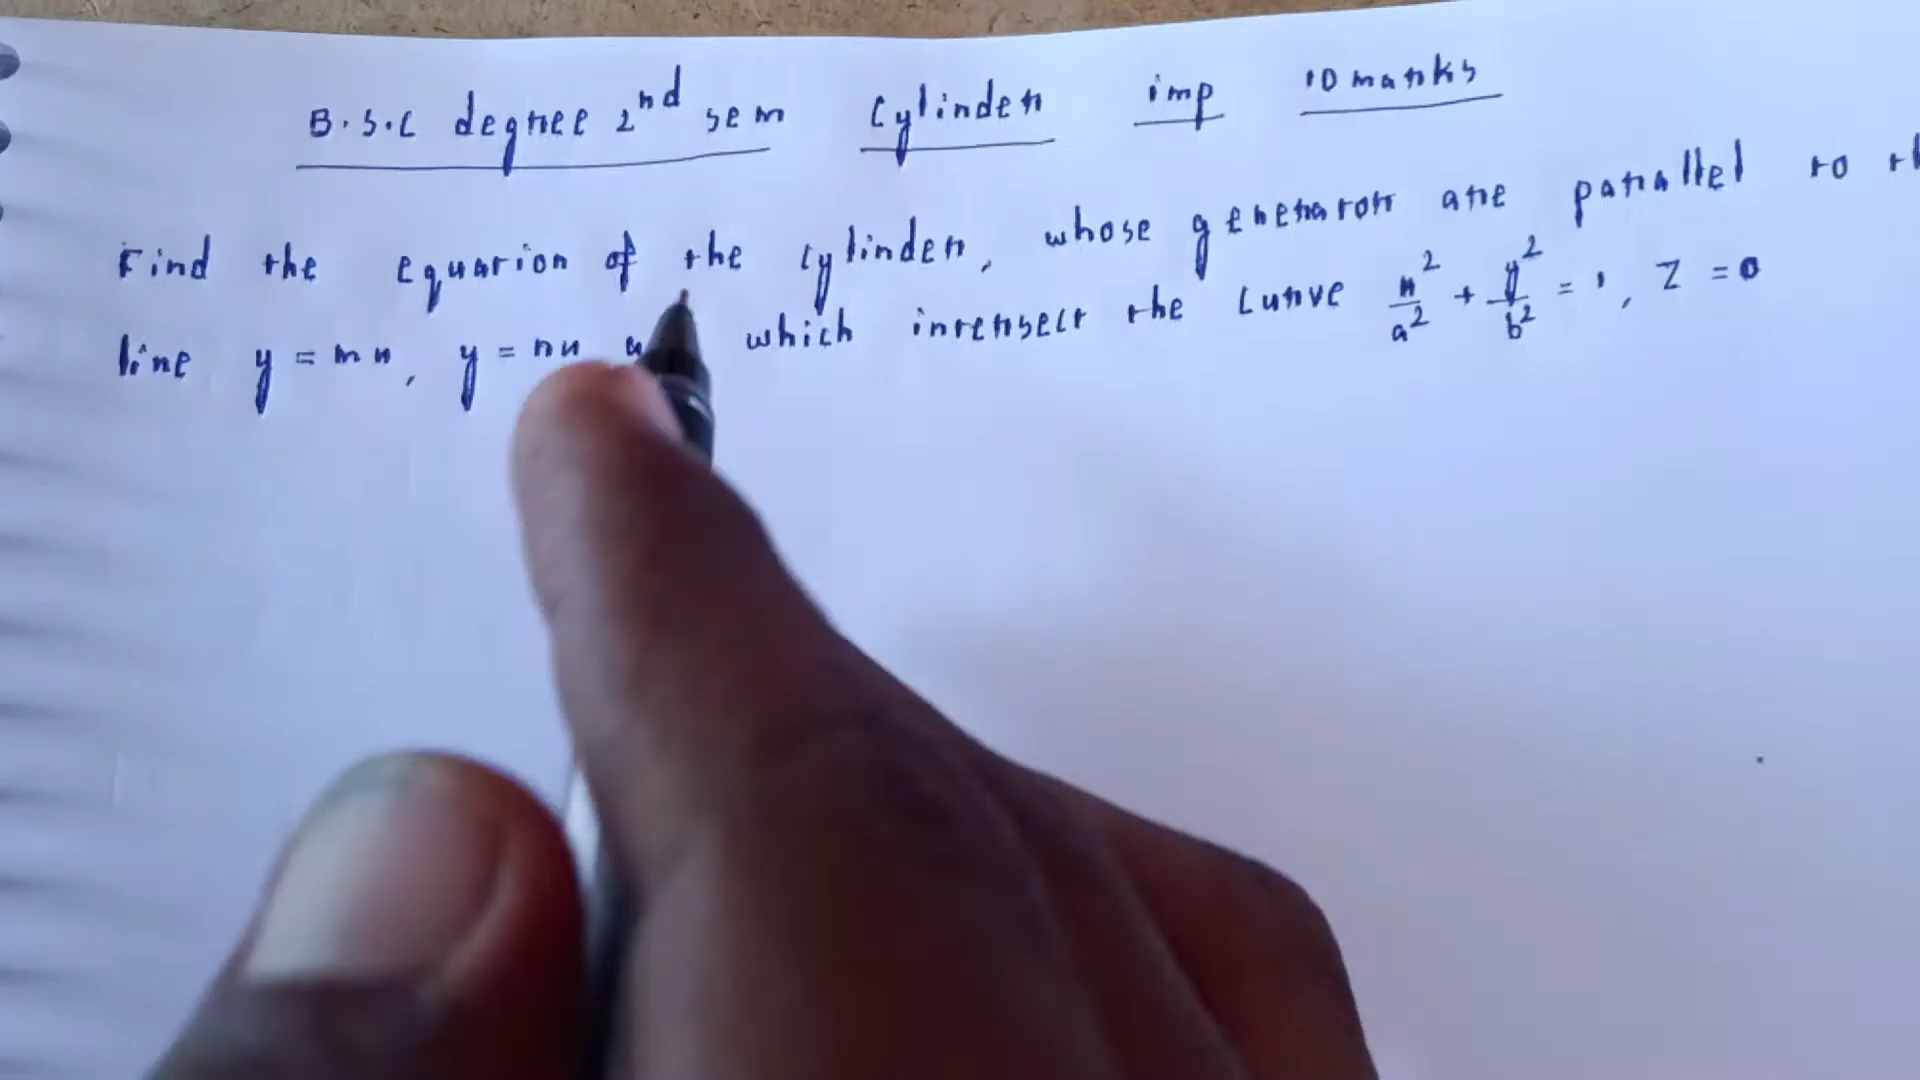 B.S.C degree 2nd sem Cylinder imp 10 marks
Find the equation of the cylinder, whose generators are parallel to
line y = mx, y = nx which intersect the curve x²/a² + y²/b² = 1, z = 0